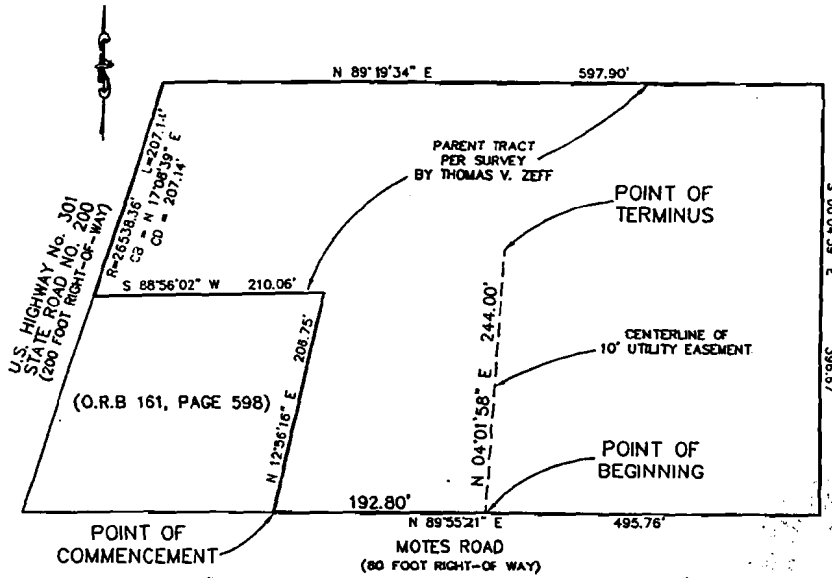 N 89°19'34" E 597.90'
L=207.14'
R=26538.36'
CB = N 17°08'39" E
CD = 207.14'
PARENT TRACT
PER SURVEY
BY THOMAS V. ZEFF
POINT OF
TERMINUS
U.S. HIGHWAY No. 301
STATE ROAD NO. 200
(200 FOOT RIGHT-OF-WAY)
S 88°56'02" W 210.06'
N 12°56'16" E 208.75'
N 04°01'58" E 244.00'
CENTERLINE OF
10' UTILITY EASEMENT
(O.R.B 161, PAGE 598)
POINT OF
BEGINNING
192.80'
N 89°55'21" E 495.76'
POINT OF
COMMENCEMENT
MOTES ROAD
(80 FOOT RIGHT-OF WAY)